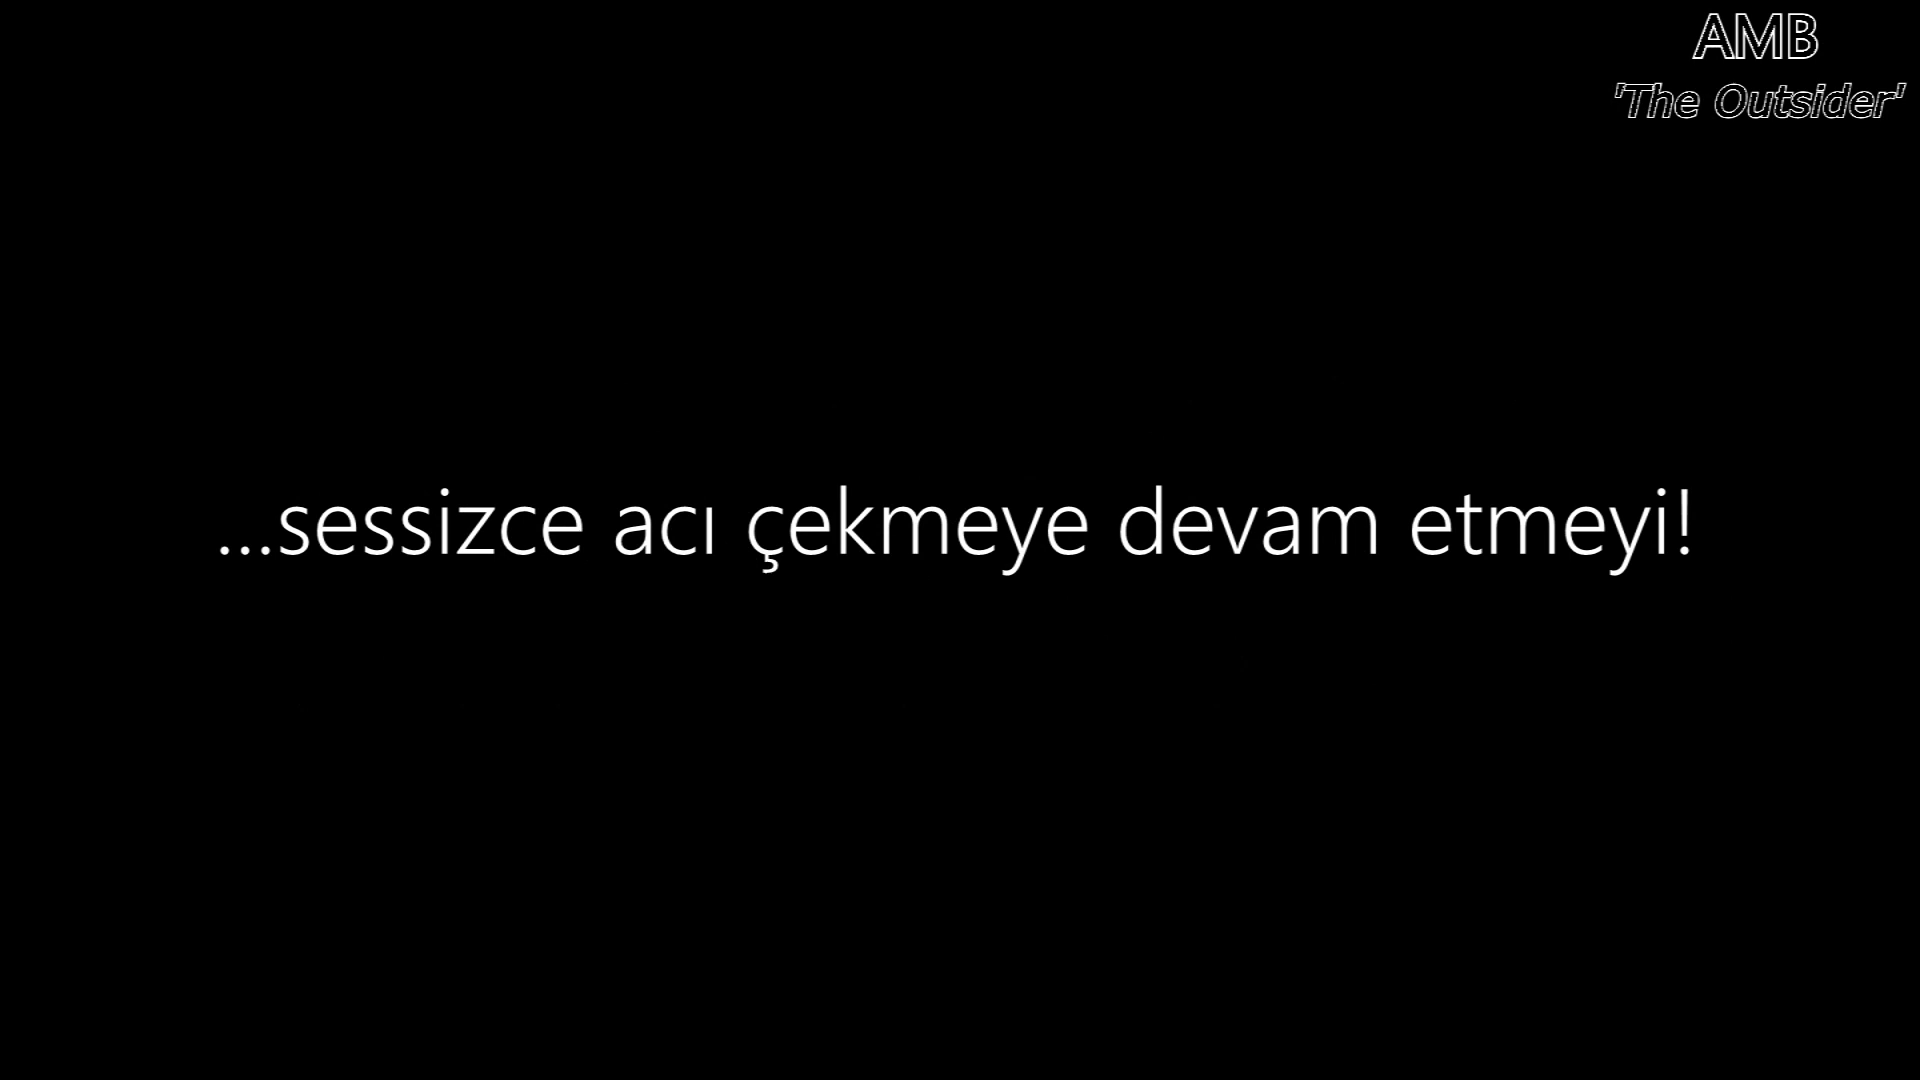 AMB
'The Outsider'
...sessizce acı çekmeye devam etmeyi!